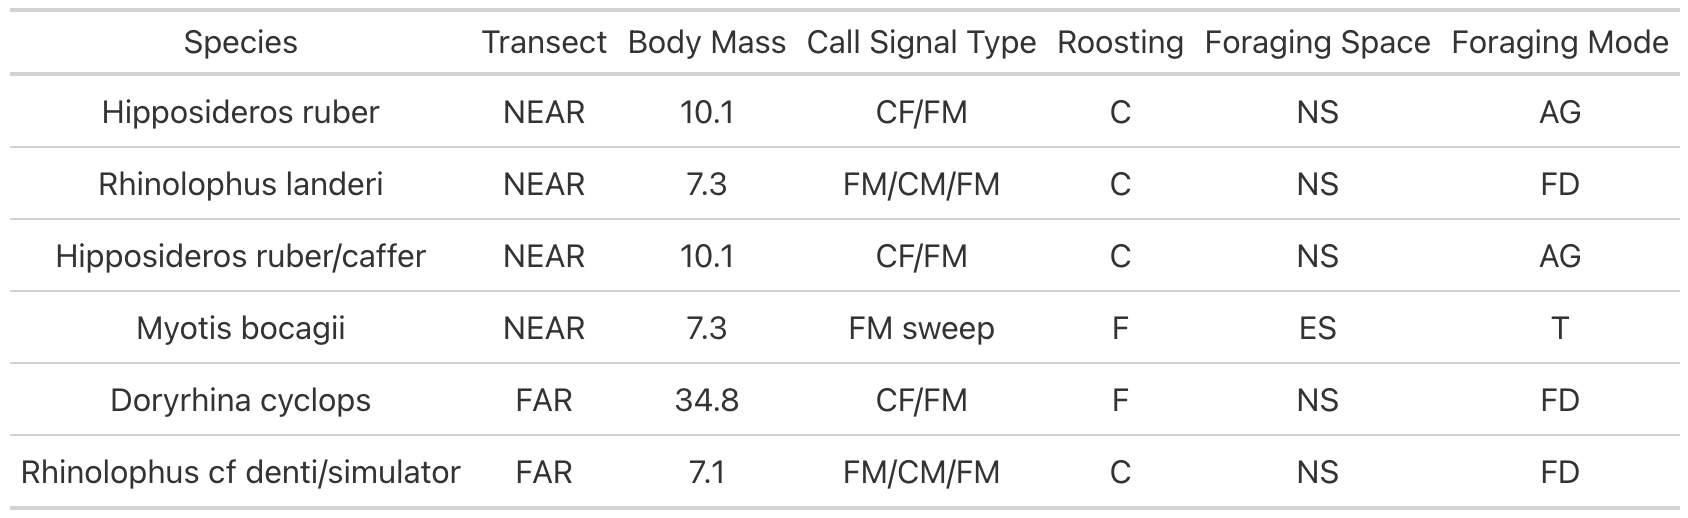 Species Transect Body Mass Call Signal Type Roosting Foraging Space Foraging Mode
Hipposideros ruber NEAR 10.1 CF/FM C NS AG
Rhinolophus landeri NEAR 7.3 FM/CM/FM C NS FD
Hipposideros ruber/caffer NEAR 10.1 CF/FM C NS AG
Myotis bocagii NEAR 7.3 FM sweep F ES T
Doryrhina cyclops FAR 34.8 CF/FM F NS FD
Rhinolophus cf denti/simulator FAR 7.1 FM/CM/FM C NS FD